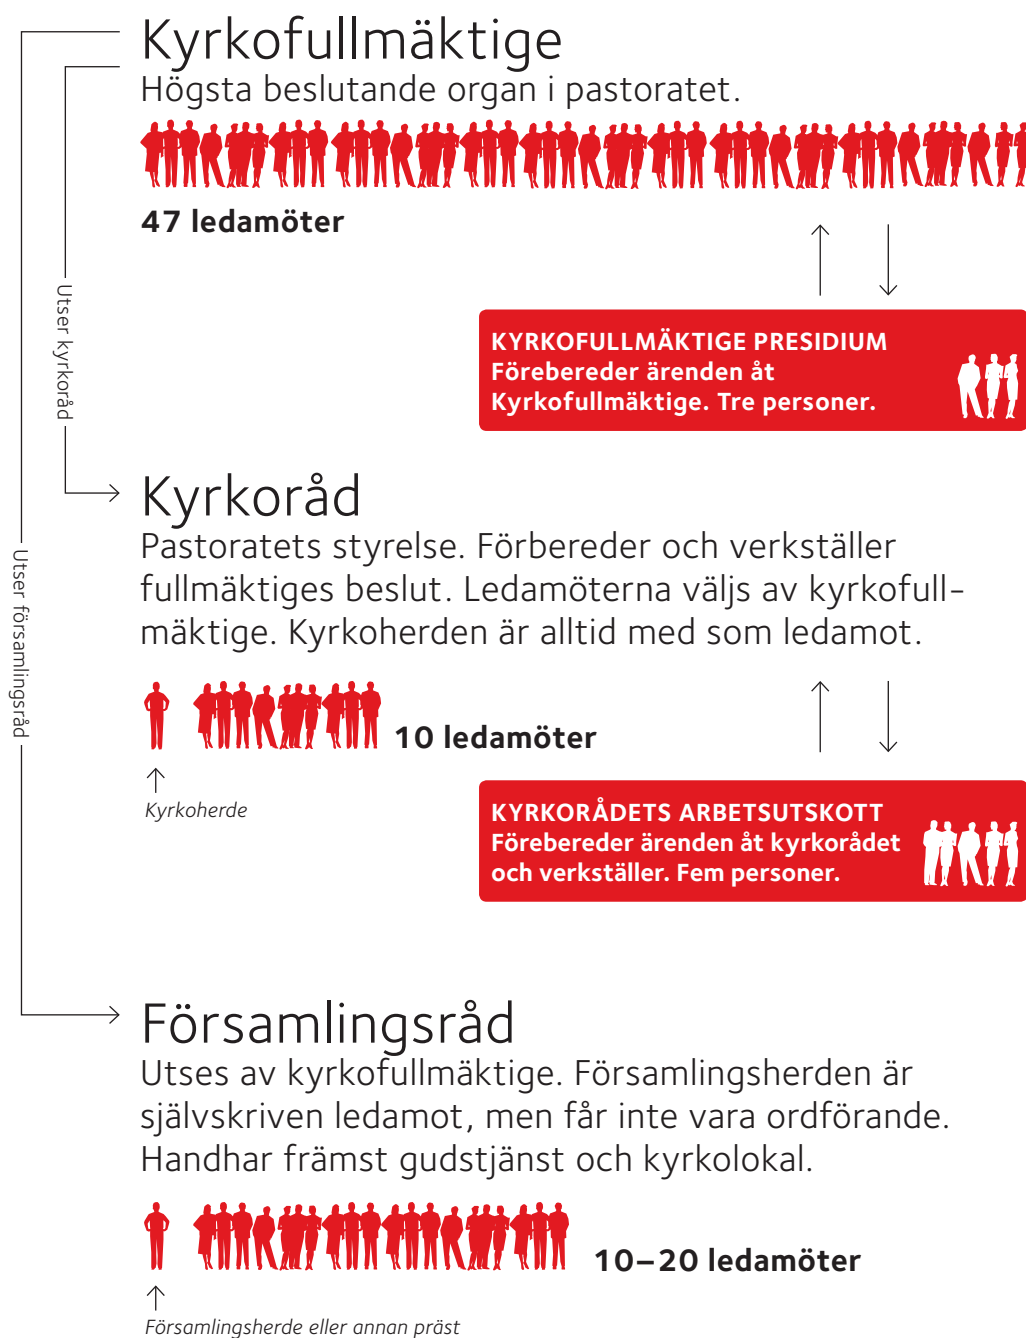 Kyrkofullmäktige
Högsta beslutande organ i pastoratet.
47 ledamöter
Utser kyrkoråd
Utser församlingsråd
KYRKOFULLMÄKTIGE PRESIDIUM
Förebereder ärenden åt
Kyrkofullmäktige. Tre personer.
Kyrkoråd
Pastoratets styrelse. Förbereder och verkställer
fullmäktiges beslut. Ledamöterna väljs av kyrkofull-
mäktige. Kyrkoherden är alltid med som ledamot.
10 ledamöter
Kyrkoherde
KYRKORÅDETS ARBETSUTSKOTT
Förebereder ärenden åt kyrkorådet
och verkställer. Fem personer.
Församlingsråd
Utses av kyrkofullmäktige. Församlingsherden är
självskriven ledamot, men får inte vara ordförande.
Handhar främst gudstjänst och kyrkolokal.
10–20 ledamöter
Församlingsherde eller annan präst